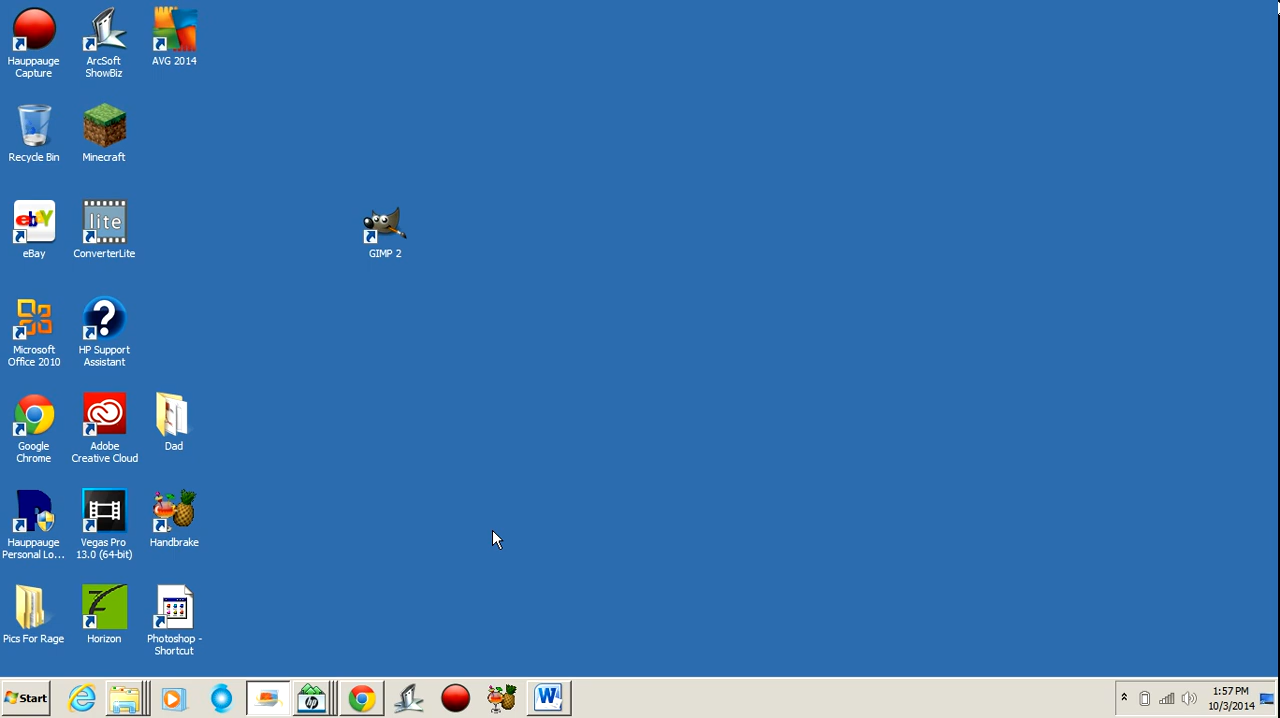 Hauppauge
Capture
ArcSoft
ShowBiz
AVG 2014
Recycle Bin
Minecraft
ebY
eBay
lite
ConverterLite
GIMP 2
Microsoft
Office 2010
?
HP Support
Assistant
Google
Chrome
Adobe
Creative Cloud
Dad
Hauppauge
Personal Lo...
Vegas Pro
13.0 (64-bit)
Handbrake
Pics For Rage
Horizon
Photoshop -
Shortcut
Start
hp
W
1:57 PM
10/3/2014